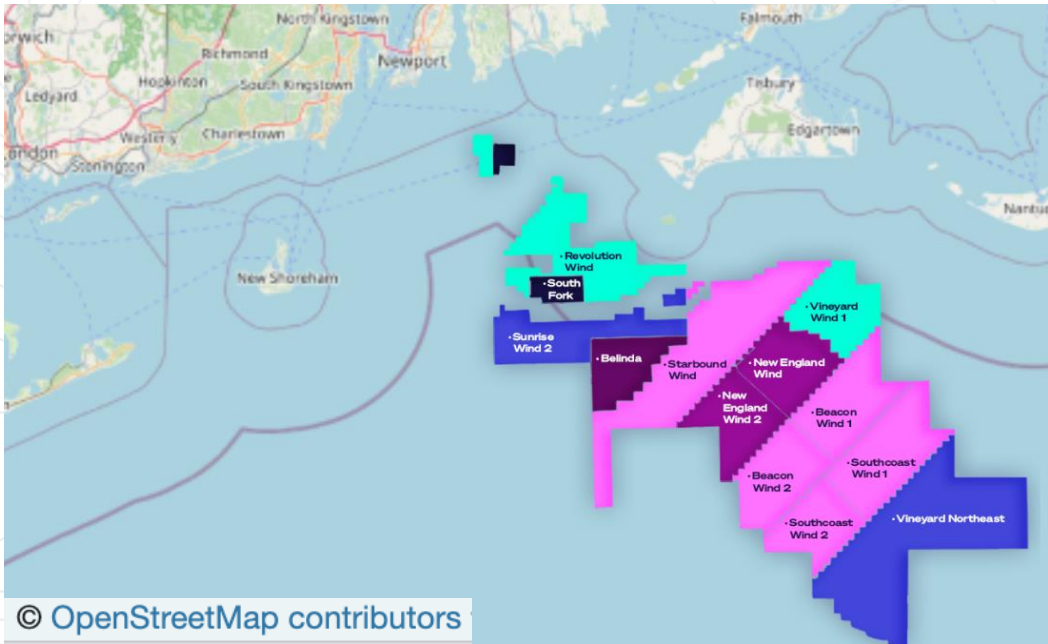 North Kingstown
Falmouth
orwich
Richmond
Newport
Hopkinton
South Kingstown
Tisbury
Ledyard
Charlestown
Edgartown
Westerly
ondon
Stonington
Nantu
New Shoreham
Revolution
Wind
South
Fork
Vineyard
Wind 1
Sunrise
Wind 2
Belinda
Starbound
Wind
New England
Wind
New
England
Wind 2
Beacon
Wind 1
Southcoast
Wind 1
Beacon
Wind 2
Southcoast
Wind 2
Vineyard Northeast
© OpenStreetMap contributors